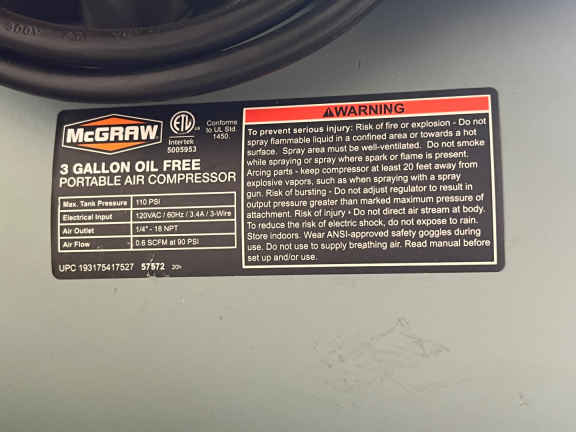 300V
McGRAW
ETL
Intertek
5005953
Conforms
to UL Std.
1450.
3 GALLON OIL FREE
PORTABLE AIR COMPRESSOR
Max. Tank Pressure 110 PSI
Electrical Input 120VAC / 60Hz / 3.4A / 3-Wire
Air Outlet 1/4" - 18 NPT
Air Flow 0.6 SCFM at 90 PSI
UPC 193175417527 57572 20h
WARNING
To prevent serious injury: Risk of fire or explosion - Do not
spray flammable liquid in a confined area or towards a hot
surface. Spray area must be well-ventilated. Do not smoke
while spraying or spray where spark or flame is present.
Arcing parts - keep compressor at least 20 feet away from
explosive vapors, such as when spraying with a spray
gun. Risk of bursting - Do not adjust regulator to result in
output pressure greater than marked maximum pressure of
attachment. Risk of injury - Do not direct air stream at body.
To reduce the risk of electric shock, do not expose to rain.
Store indoors. Wear ANSI-approved safety goggles during
use. Do not use to supply breathing air. Read manual before
set up and/or use.